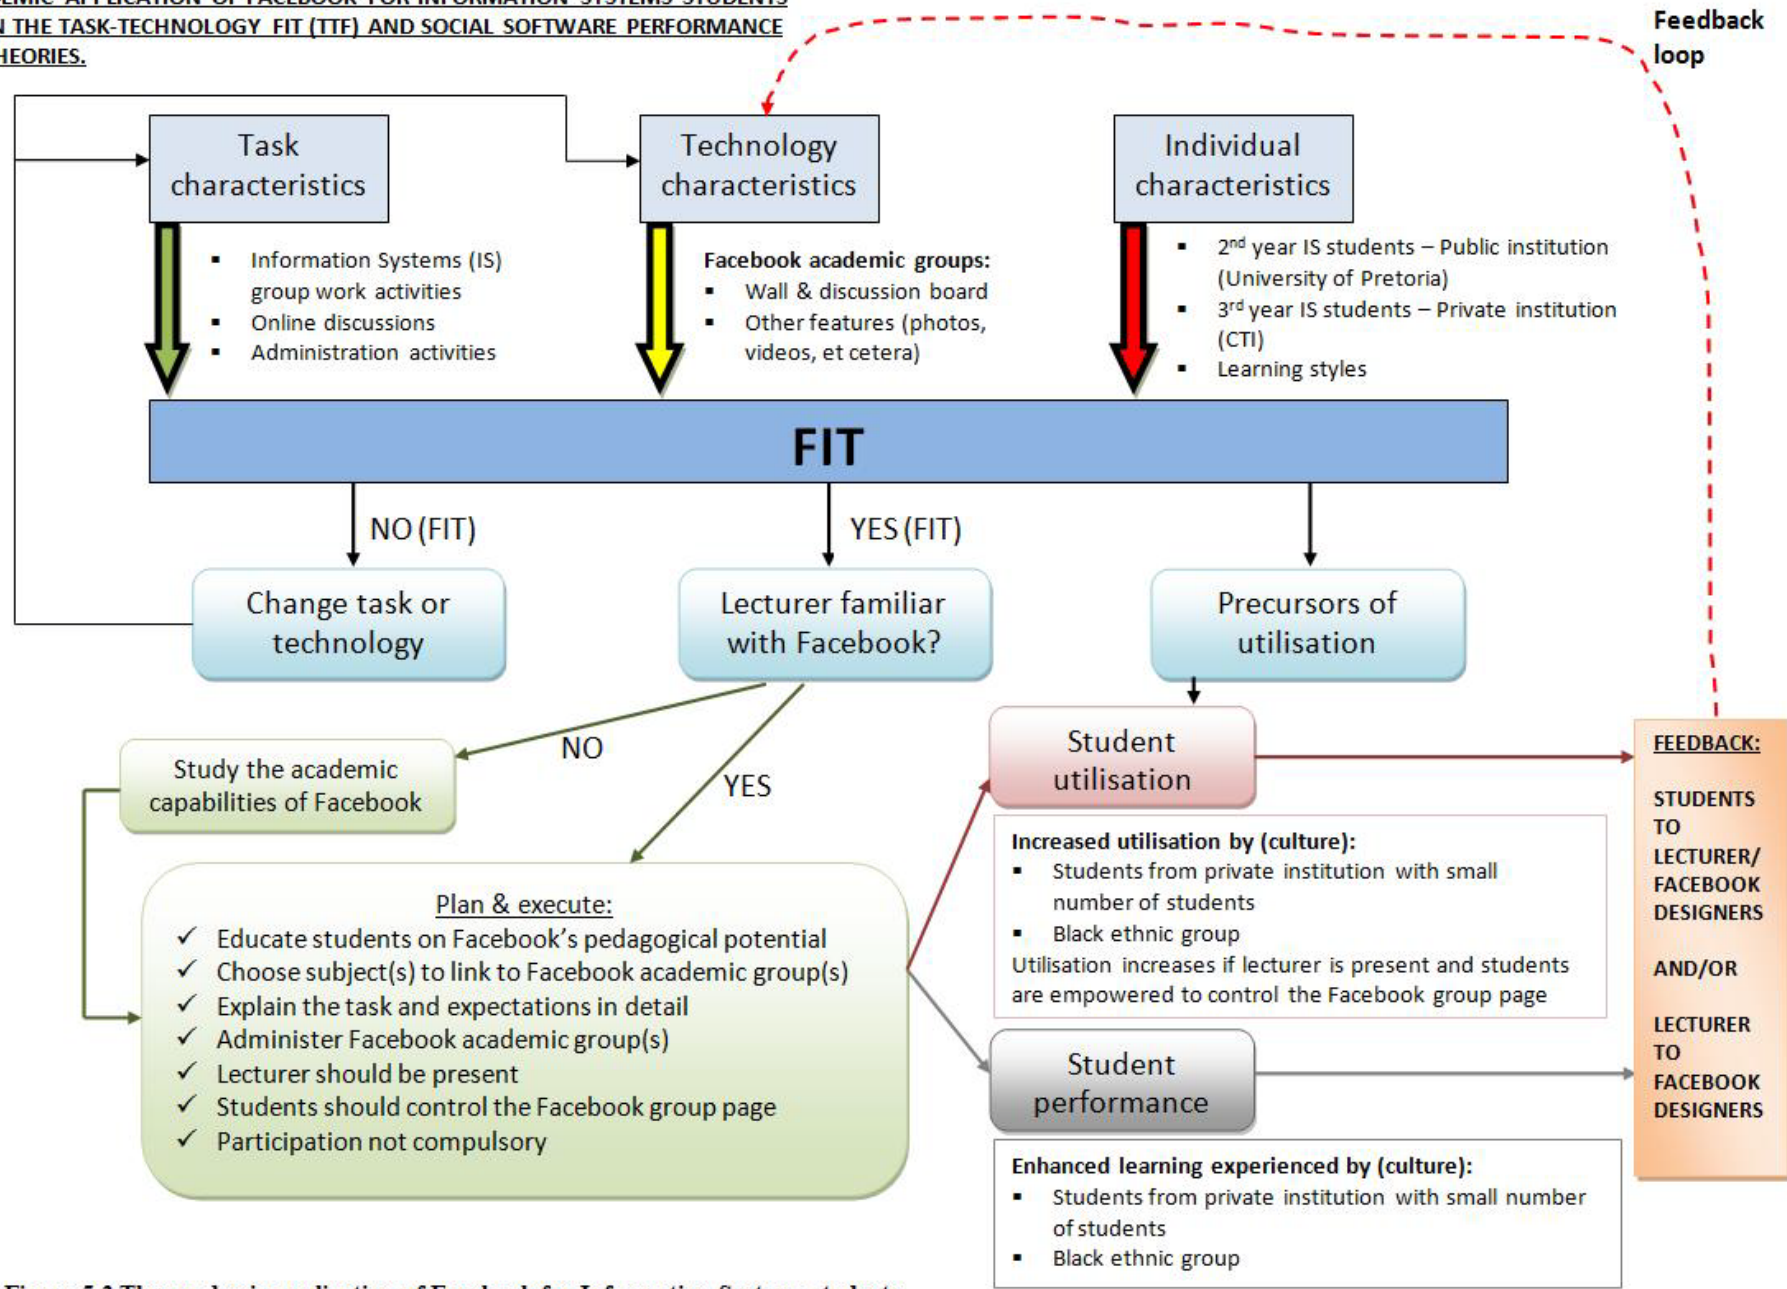 APPLICATION OF FACEBOOK FOR INFORMATION SYSTEMS STUDENTS
THE TASK-TECHNOLOGY FIT (TTF) AND SOCIAL SOFTWARE PERFORMANCE
Feedback
loop
Task
characteristics
Technology
characteristics
Individual
characteristics
▪ Information Systems (IS)
group work activities
▪ Online discussions
▪ Administration activities
Facebook academic groups:
▪ Wall & discussion board
▪ Other features (photos,
videos, et cetera)
▪ 2nd year IS students – Public institution
(University of Pretoria)
▪ 3rd year IS students – Private institution
(CTI)
▪ Learning styles
FIT
NO (FIT)
YES (FIT)
Change task or
technology
Lecturer familiar
with Facebook?
Precursors of
utilisation
NO
YES
Study the academic
capabilities of Facebook
Plan & execute:
✓ Educate students on Facebook's pedagogical potential
✓ Choose subject(s) to link to Facebook academic group(s)
✓ Explain the task and expectations in detail
✓ Administer Facebook academic group(s)
✓ Lecturer should be present
✓ Students should control the Facebook group page
✓ Participation not compulsory
Student
utilisation
Increased utilisation by (culture):
▪ Students from private institution with small
number of students
▪ Black ethnic group
Utilisation increases if lecturer is present and students
are empowered to control the Facebook group page
Student
performance
Enhanced learning experienced by (culture):
▪ Students from private institution with small number
of students
▪ Black ethnic group
FEEDBACK:
STUDENTS
TO
LECTURER/
FACEBOOK
DESIGNERS
AND/OR
LECTURER
TO
FACEBOOK
DESIGNERS